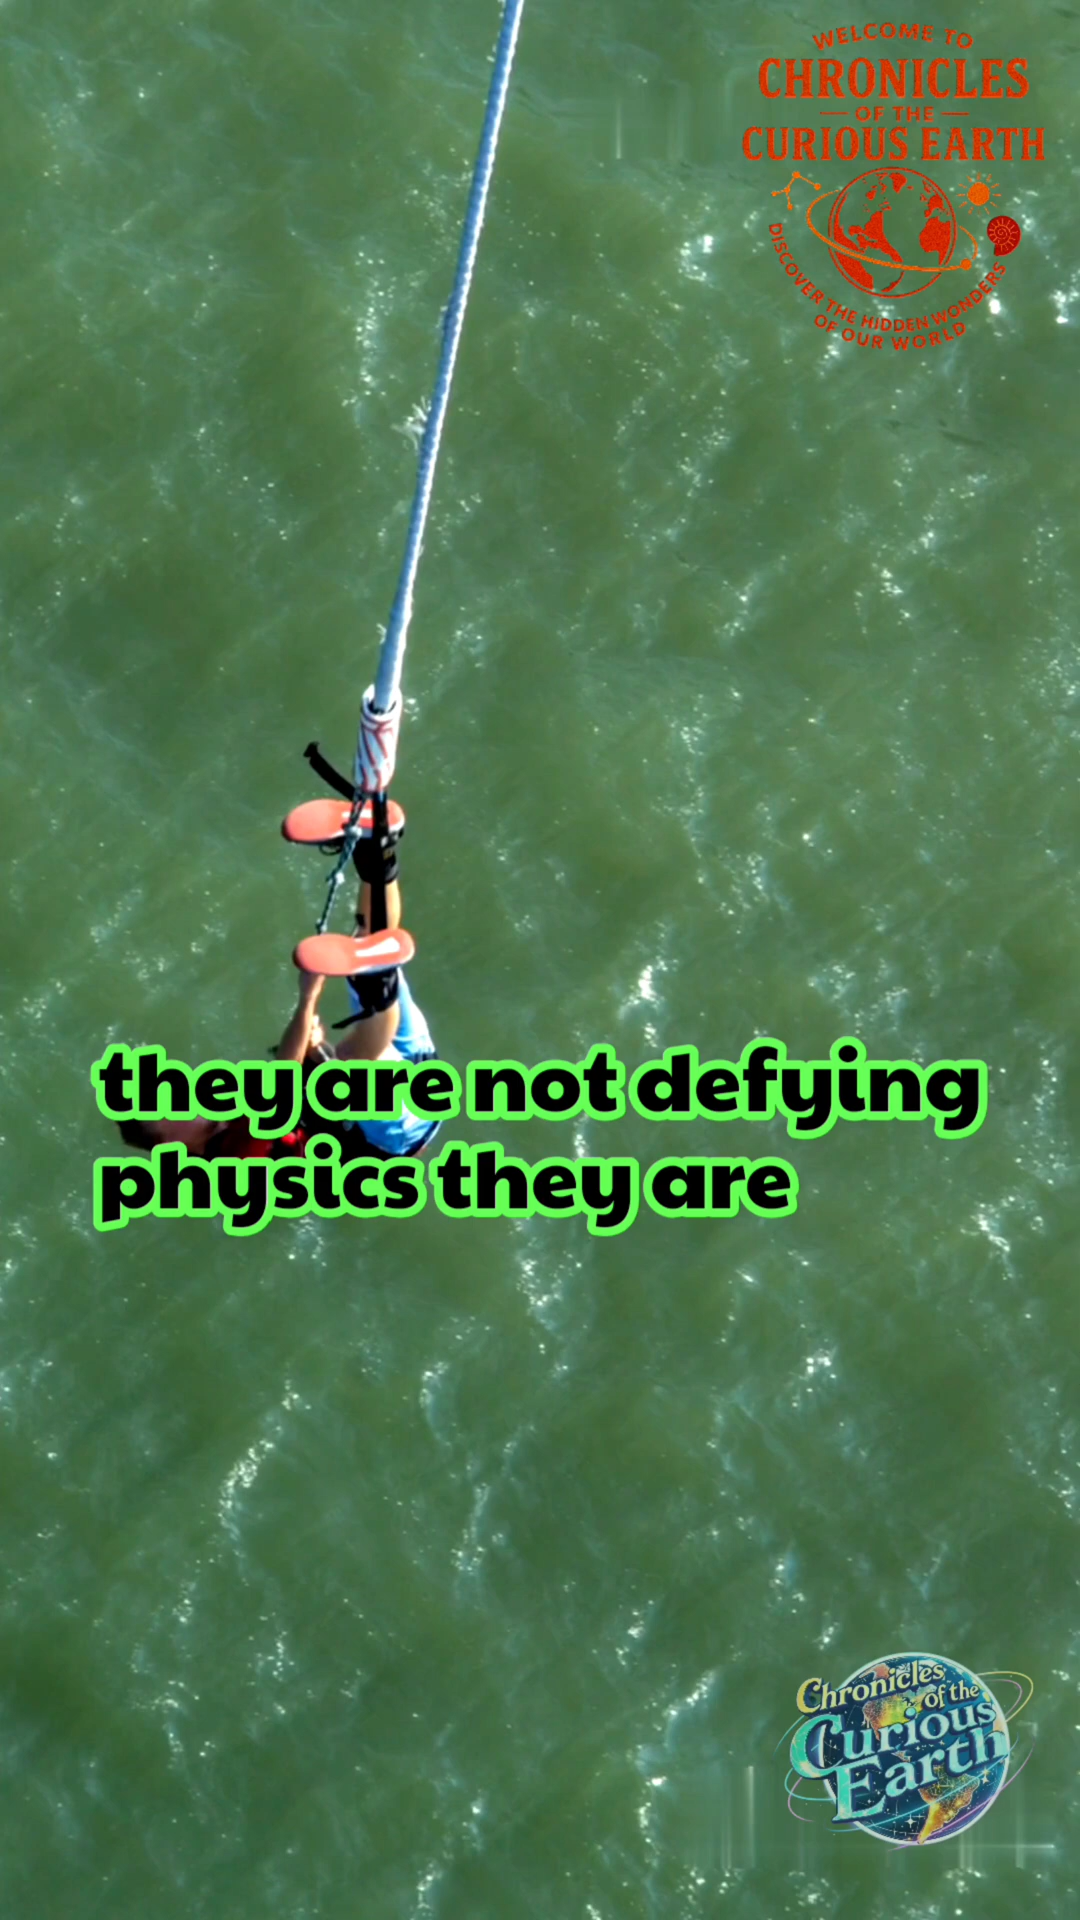 WELCOME TO
CHRONICLES
OF THE
CURIOUS EARTH
DISCOVER THE HIDDEN WONDERS
OF OUR WORLD
they are not defying
physics they are
Chronicles
of the
Curious
Earth